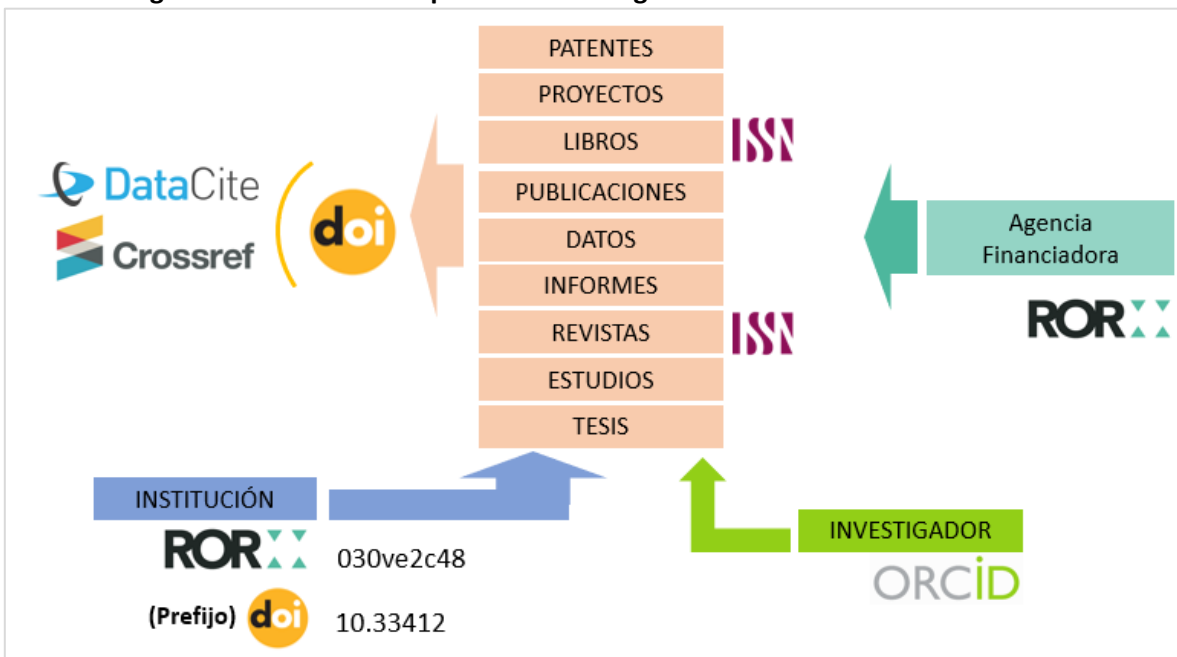 PATENTES
PROYECTOS
LIBROS
ISSN
PUBLICACIONES
DATOS
INFORMES
REVISTAS
ISSN
ESTUDIOS
TESIS
DataCite
Crossref
doi
Agencia
Financiadora
ROR
INSTITUCIÓN
ROR
030ve2c48
(Prefijo)
doi
10.33412
INVESTIGADOR
ORCID